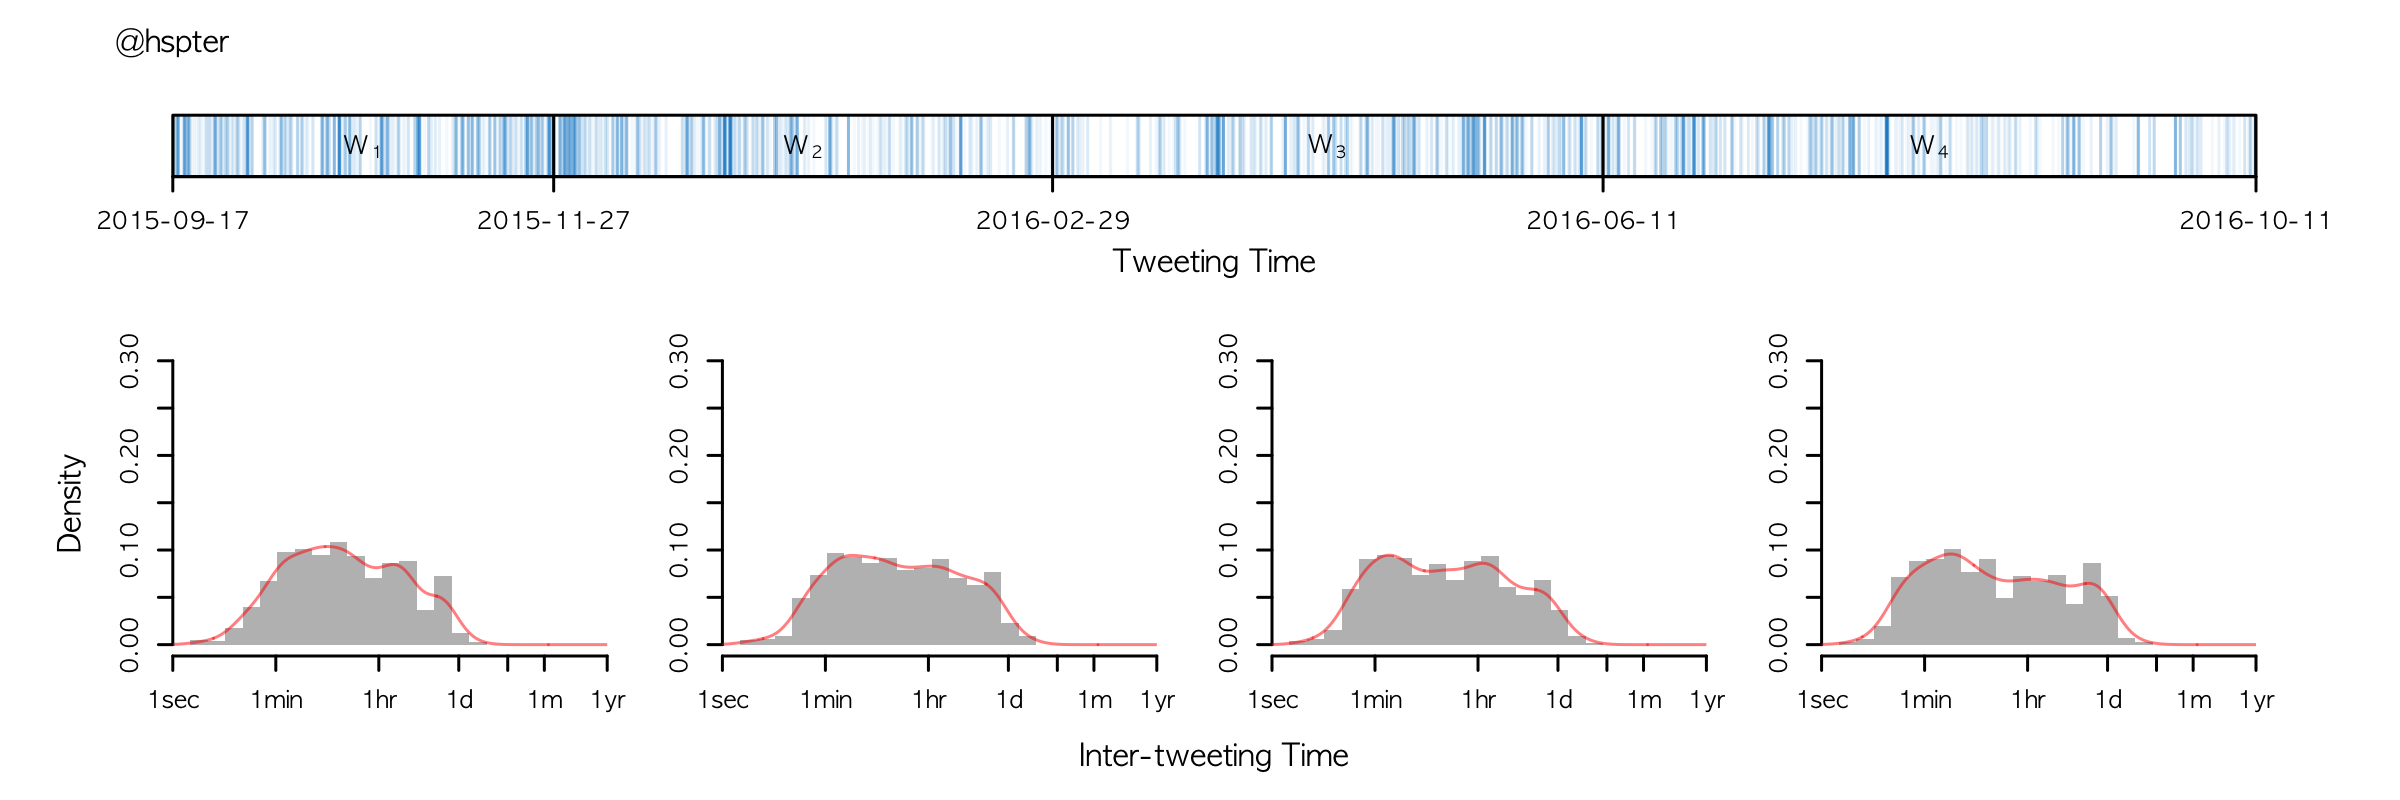 @hspter
W1 W2 W3 W4
2015-09-17 2015-11-27 2016-02-29 2016-06-11 2016-10-11
Tweeting Time
Density
0.00 0.10 0.20 0.30 0.00 0.10 0.20 0.30 0.00 0.10 0.20 0.30 0.00 0.10 0.20 0.30
1sec 1min 1hr 1d 1m 1yr 1sec 1min 1hr 1d 1m 1yr 1sec 1min 1hr 1d 1m 1yr 1sec 1min 1hr 1d 1m 1yr
Inter-tweeting Time